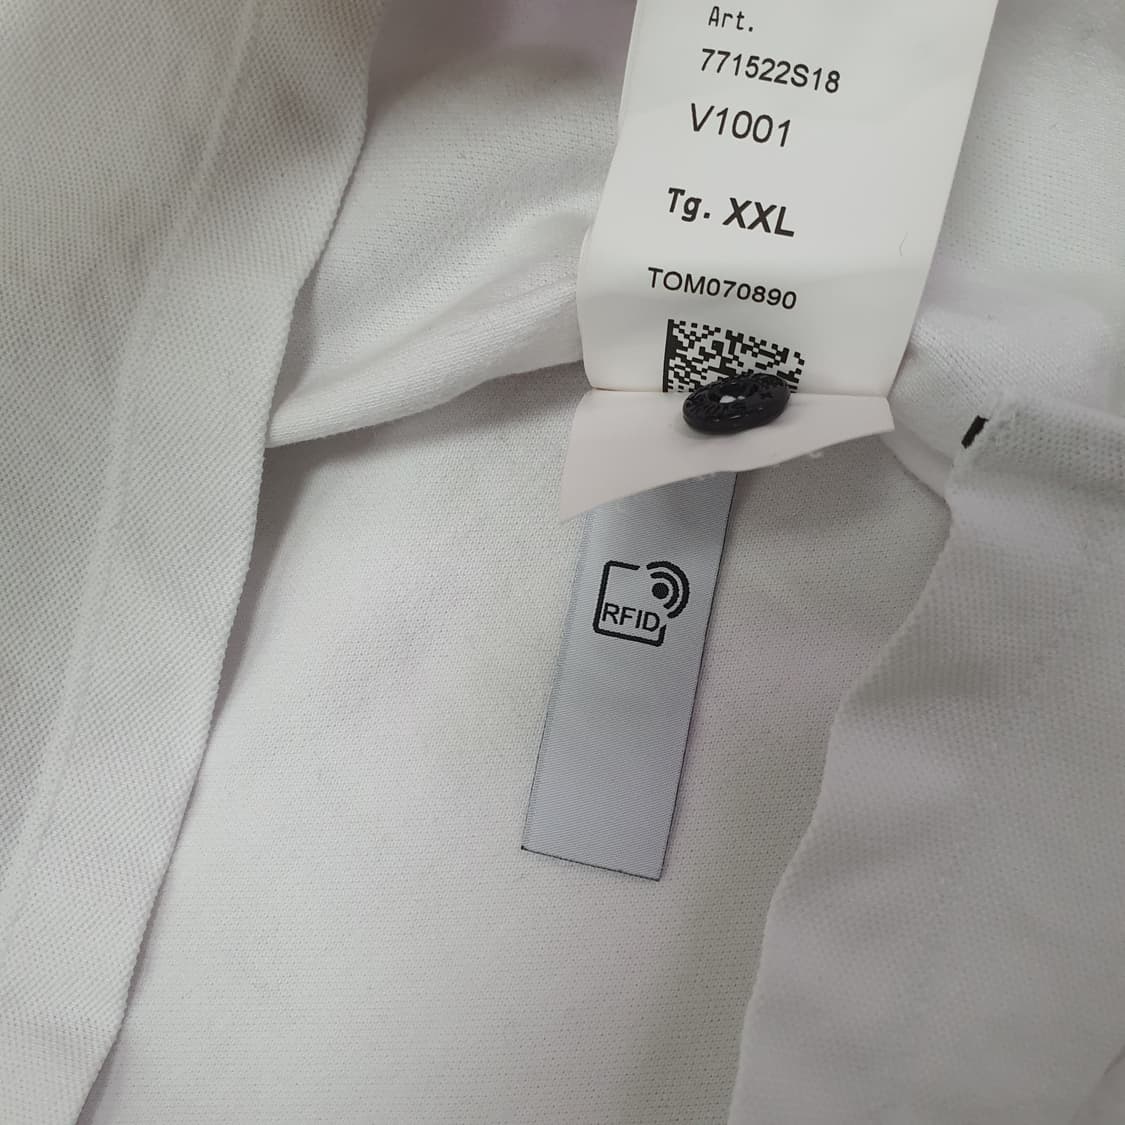 Art.
771522S18
V1001
Tg. XXL
TOM070890
RFID